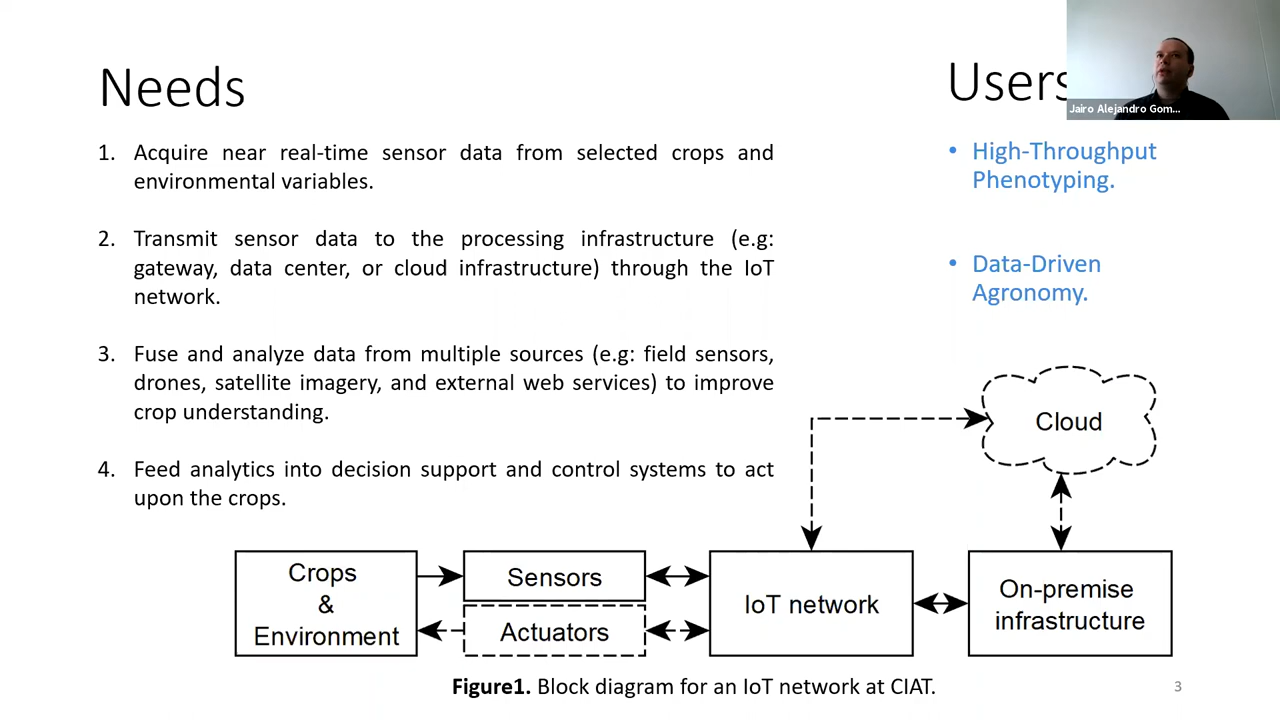 Needs
1. Acquire near real-time sensor data from selected crops and
environmental variables.
2. Transmit sensor data to the processing infrastructure (e.g:
gateway, data center, or cloud infrastructure) through the IoT
network.
3. Fuse and analyze data from multiple sources (e.g: field sensors,
drones, satellite imagery, and external web services) to improve
crop understanding.
4. Feed analytics into decision support and control systems to act
upon the crops.
Users
Jairo Alejandro Gom...
• High-Throughput
Phenotyping.
• Data-Driven
Agronomy.
Cloud
Crops
&
Environment
Sensors
Actuators
IoT network
On-premise
infrastructure
Figure1. Block diagram for an IoT network at CIAT.
3